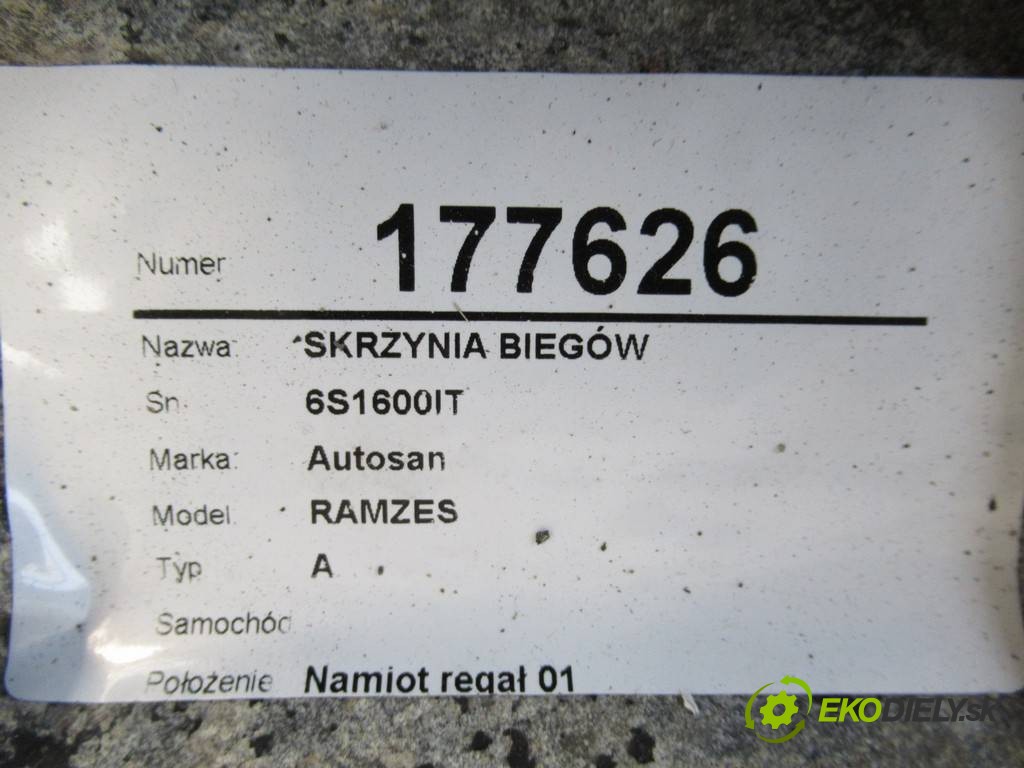 Numer 177626
Nazwa: SKRZYNIA BIEGÓW
Sn 6S1600IT
Marka: Autosan
Model RAMZES
Typ A
Samochód
Położenie Namiot regał 01
EKODIELY.SK